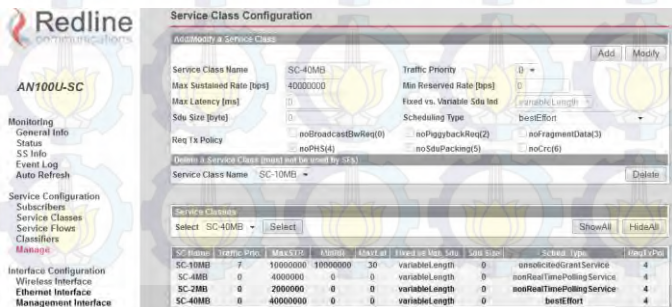 Redline
communications
AN100U-SC
Monitoring
General Info
Status
SS Info
Event Log
Auto Refresh
Service Configuration
Subscribers
Service Classes
Service Flows
Classifiers
Manage
Interface Configuration
Wireless Interface
Ethernet Interface
Management Interface
Service Class Configuration
Add/Modify a Service Class
Add Modify
Service Class Name SC-40MB Traffic Priority 0
Max Sustained Rate [bps] 40000000 Min Reserved Rate [bps] 0
Max Latency [ms] 0 Fixed vs. Variable Sdu Ind variableLength
Sdu Size [byte] 0 Scheduling Type bestEffort
Req Tx Policy noBroadcastBwReq(0) noPiggybackReq(2) noFragmentData(3)
noPHS(4) noSduPacking(5) noCrc(6)
Delete a Service Class (must not be used by SFs)
Service Class Name SC-10MB Delete
Service Classes
Select SC-40MB Select ShowAll HideAll
SC Name Traffic Prio. MaxSTR MinRR MaxLat Fixed vs Var. Sdu Sdu Size Sched. Type ReqTxPol
SC-10MB 7 10000000 10000000 30 variableLength 0 unsolicitedGrantService 4
SC-4MB 0 4000000 0 0 variableLength 0 nonRealTimePollingService 4
SC-2MB 0 2000000 0 0 variableLength 0 nonRealTimePollingService 4
SC-40MB 0 40000000 0 0 variableLength 0 bestEffort 4